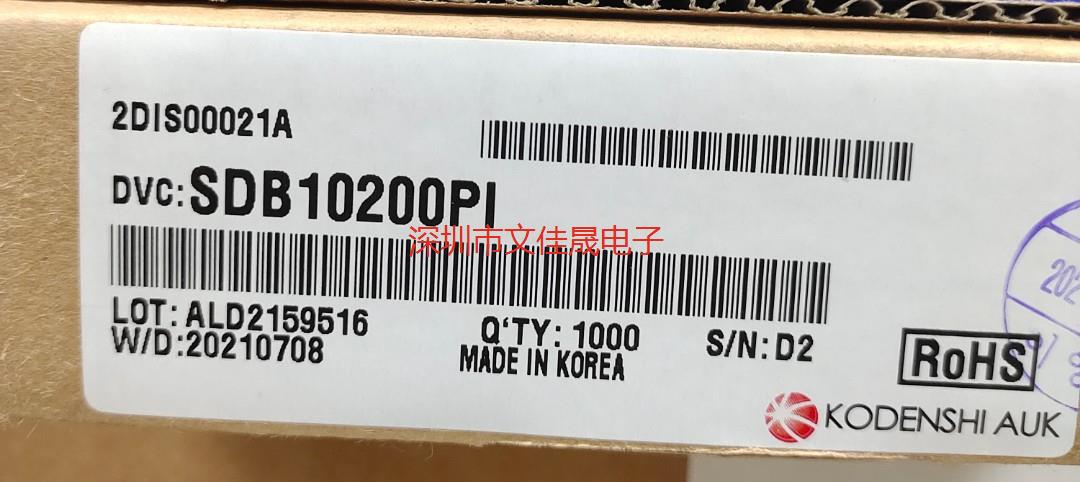 2DIS00021A
DVC:SDB10200PI
深圳市文佳晟电子
LOT:ALD2159516
Q'TY:1000
S/N:D2
W/D:20210708
MADE IN KOREA
RoHS
KODENSHI AUK